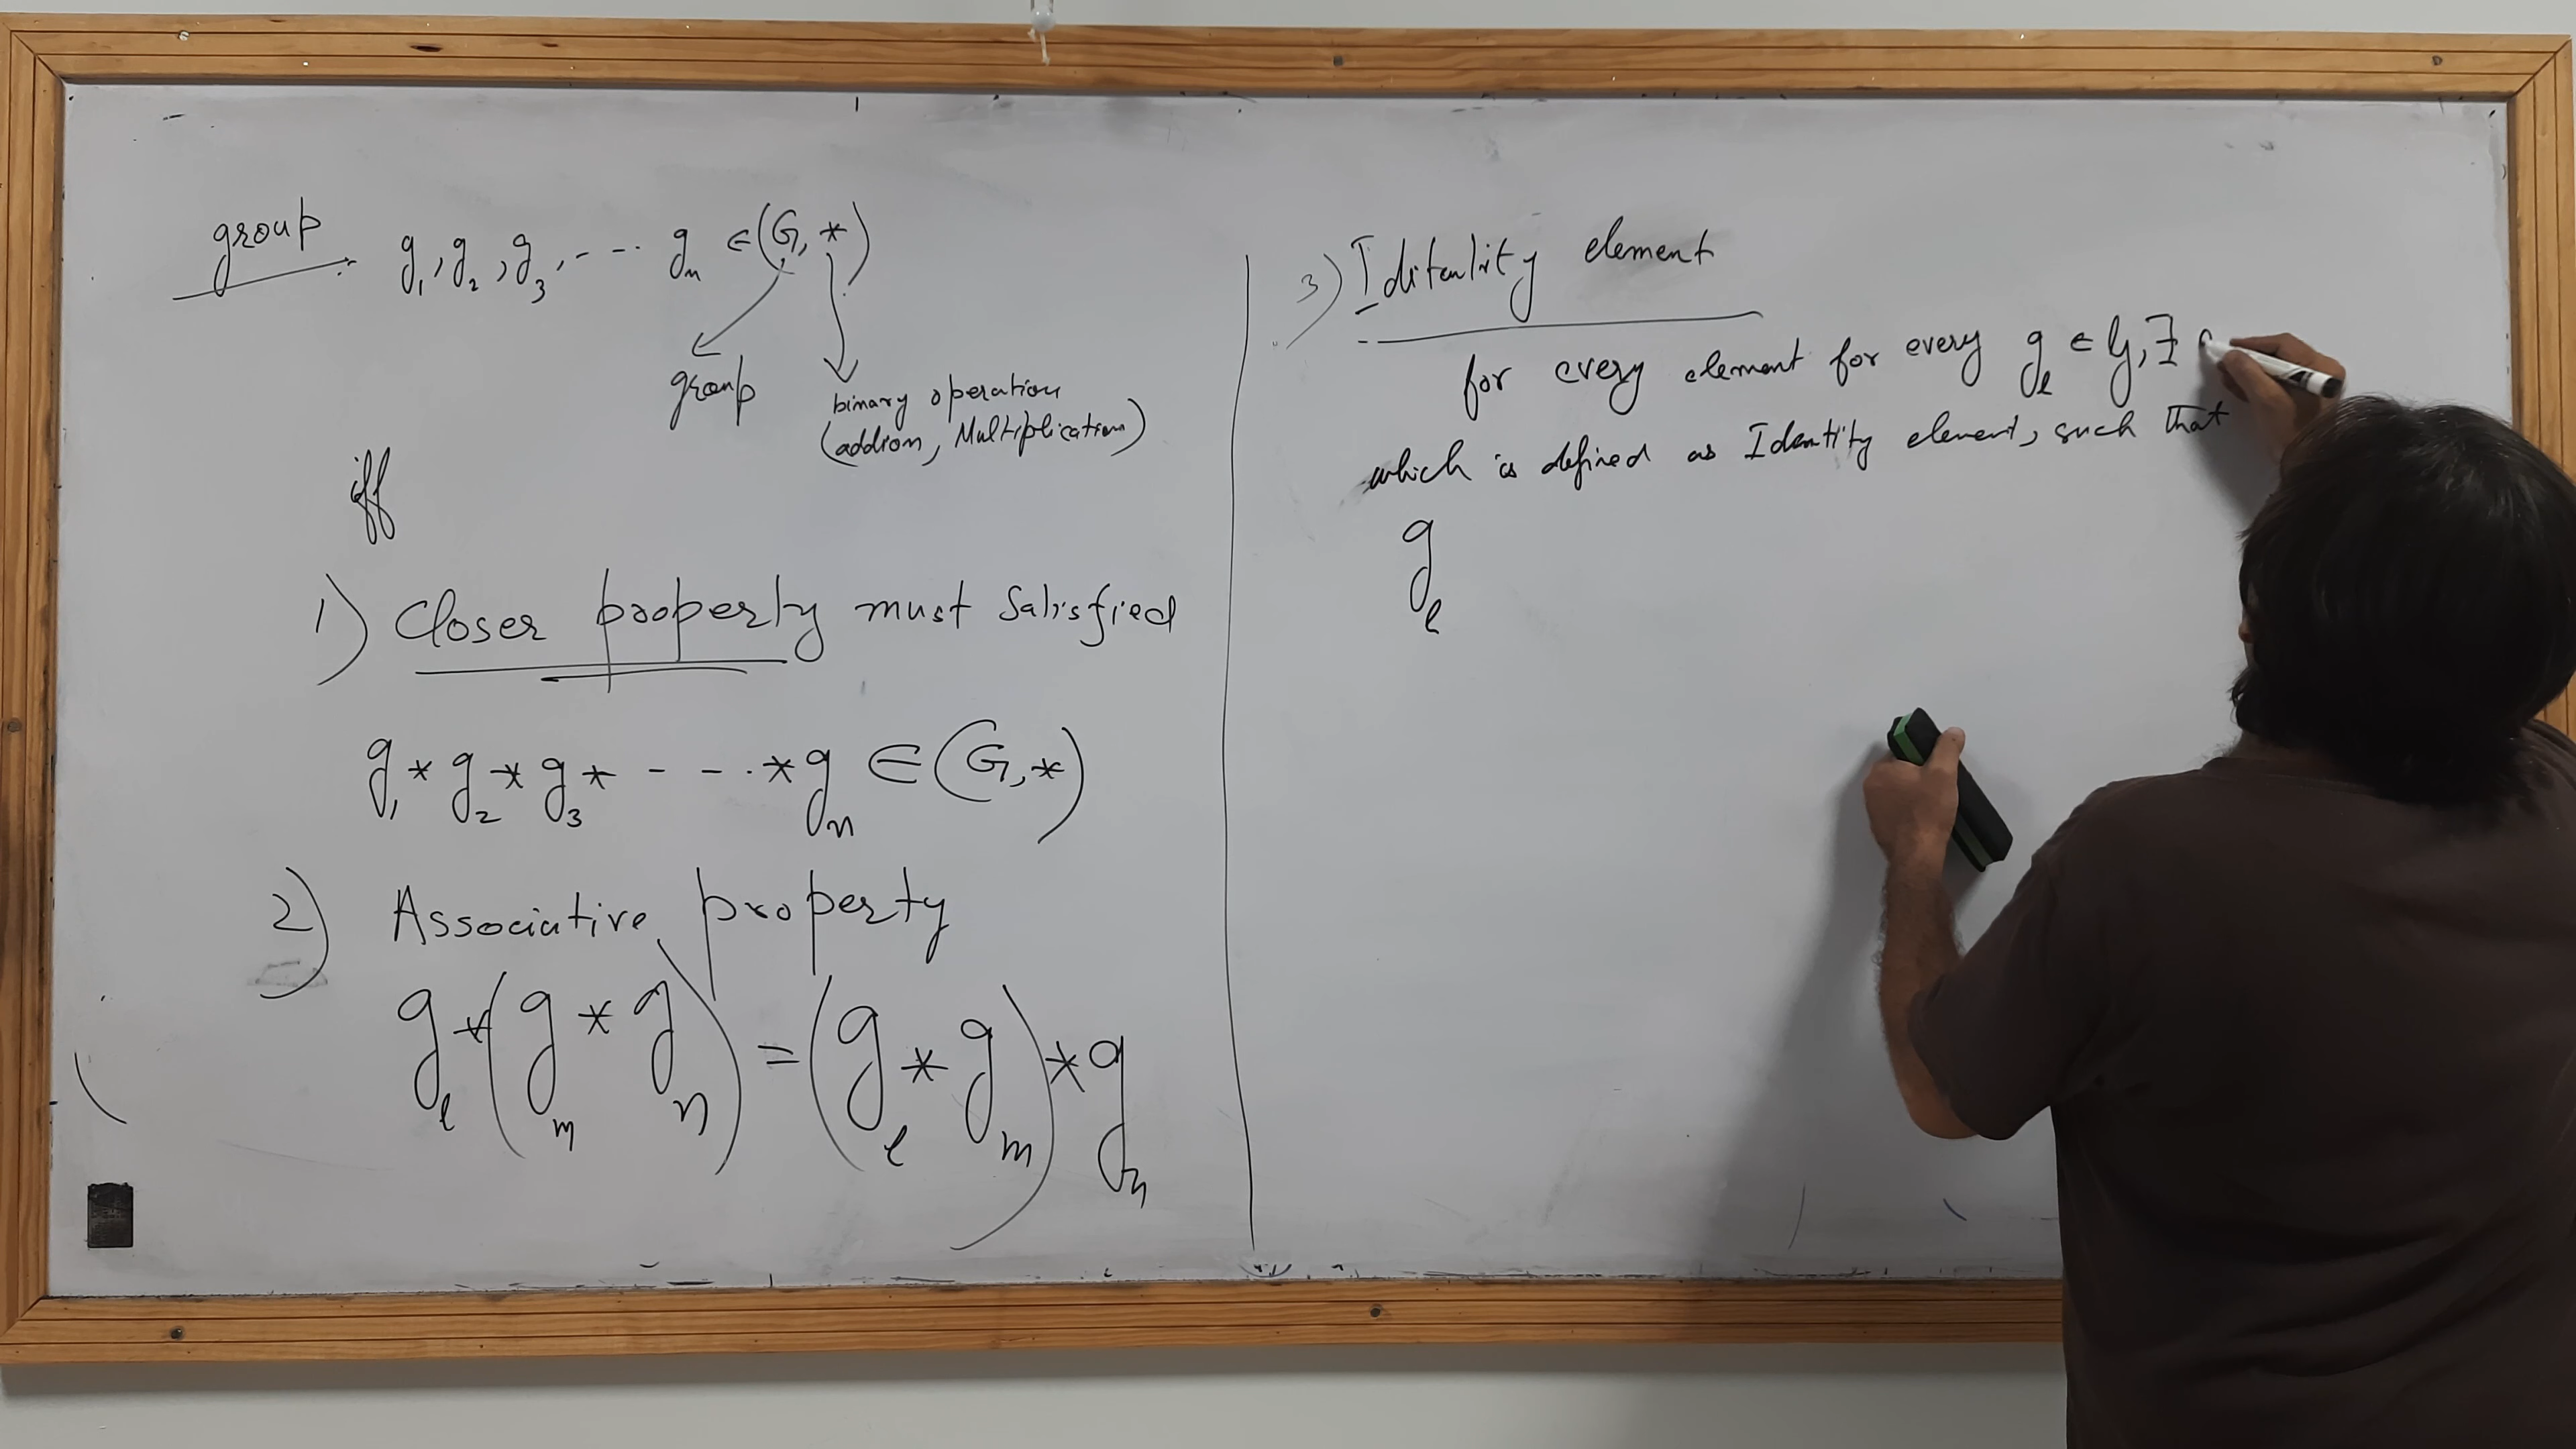 group :- g₁, g₂, g₃, --- gₙ ∈ (G, *)
group
binary operation
(addion, Multiplication)
iff
1) Closer property must satisfied
g₁ * g₂ * g₃ * - - - * gₙ ∈ (G, *)
2) Associative property
gₗ * (gₘ * gₙ) = (gₗ * gₘ) * gₙ
3) Iditentity element
for every element for every gₗ ∈ G, ∃
which is defined as Identity element, such that
gₗ